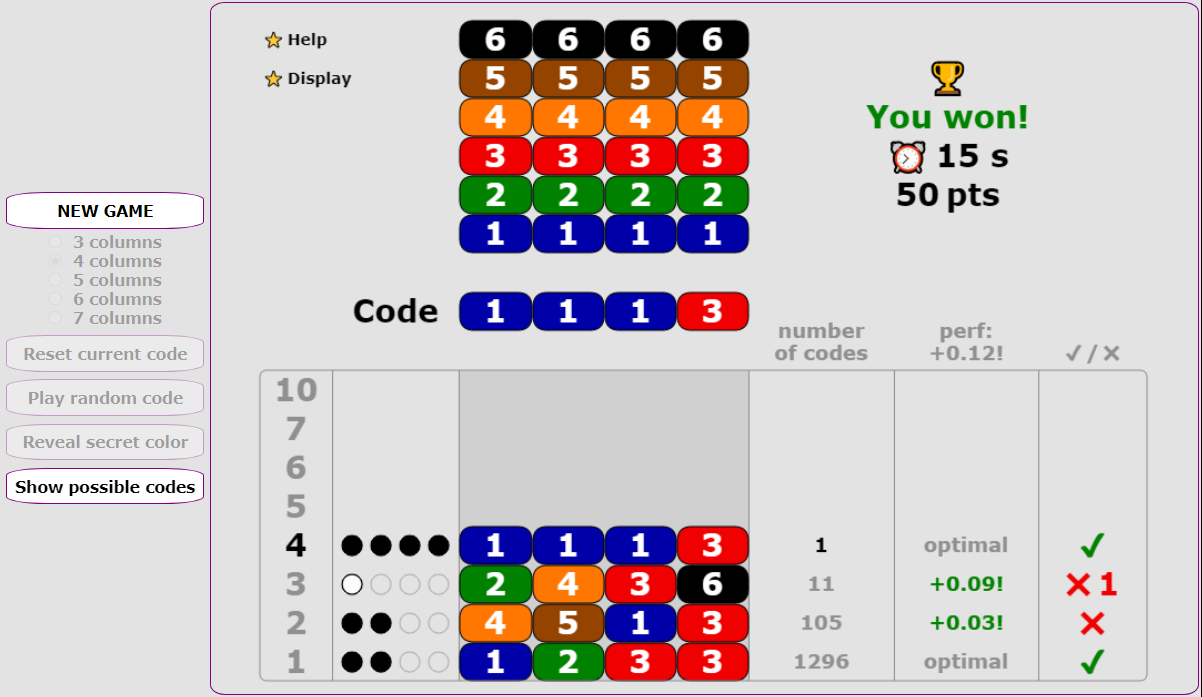 Help
Display
6 6 6 6
5 5 5 5
4 4 4 4
3 3 3 3
2 2 2 2
1 1 1 1
You won!
15 s
50 pts
NEW GAME
3 columns
4 columns
5 columns
6 columns
7 columns
Reset current code
Play random code
Reveal secret color
Show possible codes
Code 1 1 1 3
number
of codes
perf:
+0.12!
✓ / ✕
10
7
6
5
4 1 1 1 3 1 optimal ✓
3 2 4 3 6 11 +0.09! ✕ 1
2 4 5 1 3 105 +0.03! ✕
1 1 2 3 3 1296 optimal ✓